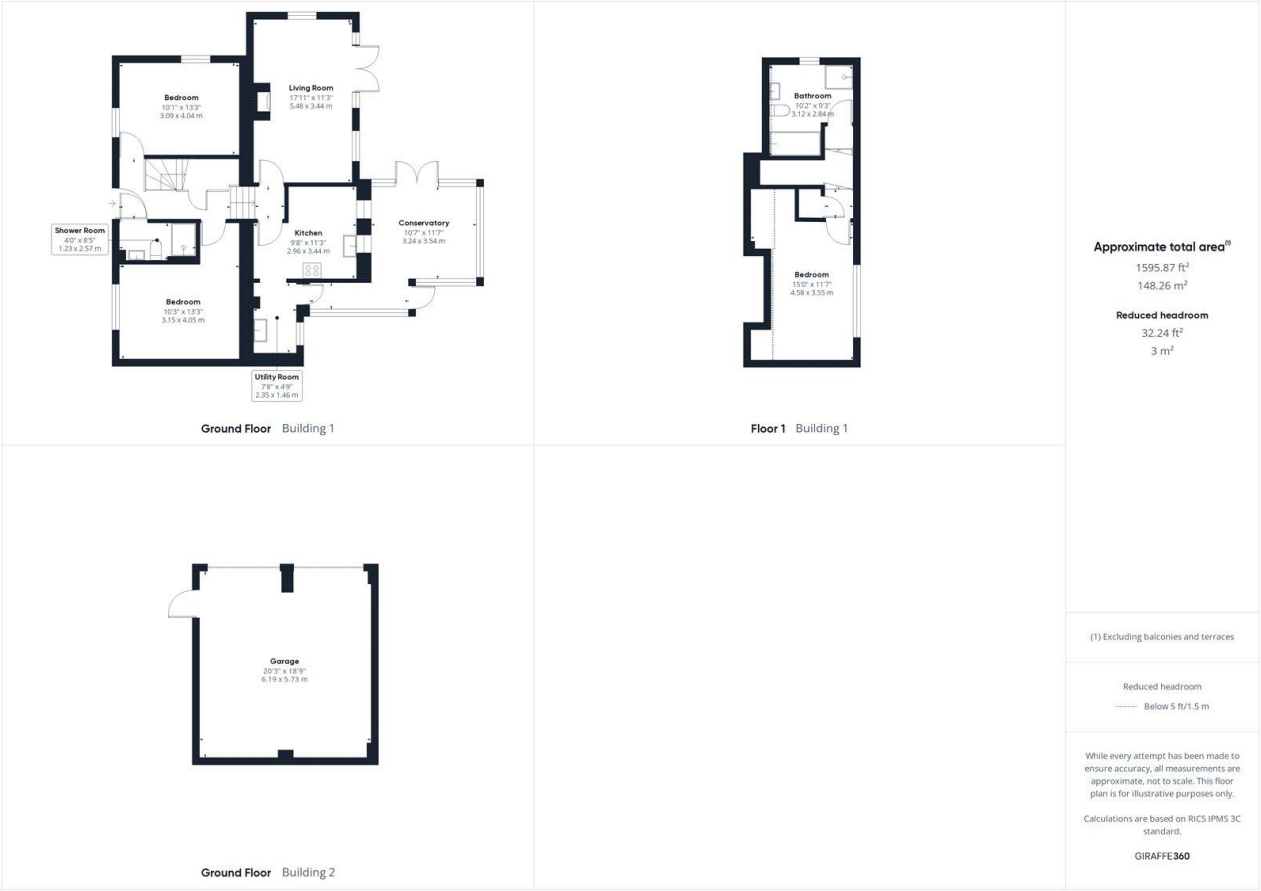 Living Room
17'11" x 11'3"
5.48 x 3.44 m
Bedroom
10'1" x 13'3"
3.09 x 4.04 m
Shower Room
4'0" x 8'5"
1.23 x 2.57 m
Kitchen
9'8" x 11'3"
2.96 x 3.44 m
Conservatory
10'7" x 11'7"
3.24 x 3.54 m
Bedroom
10'3" x 13'3"
3.15 x 4.05 m
Utility Room
7'8" x 4'9"
2.35 x 1.46 m
Ground Floor Building 1
Bathroom
10'2" x 9'3"
3.12 x 2.84 m
Bedroom
15'0" x 11'7"
4.58 x 3.55 m
Floor 1 Building 1
Garage
20'3" x 18'9"
6.19 x 5.73 m
Ground Floor Building 2
Approximate total area(1)
1595.87 ft²
148.26 m²
Reduced headroom
32.24 ft²
3 m²
(1) Excluding balconies and terraces
Reduced headroom
Below 5 ft/1.5 m
While every attempt has been made to
ensure accuracy, all measurements are
approximate, not to scale. This floor
plan is for illustrative purposes only.
Calculations are based on RICS IPMS 3C
standard.
GIRAFFE360